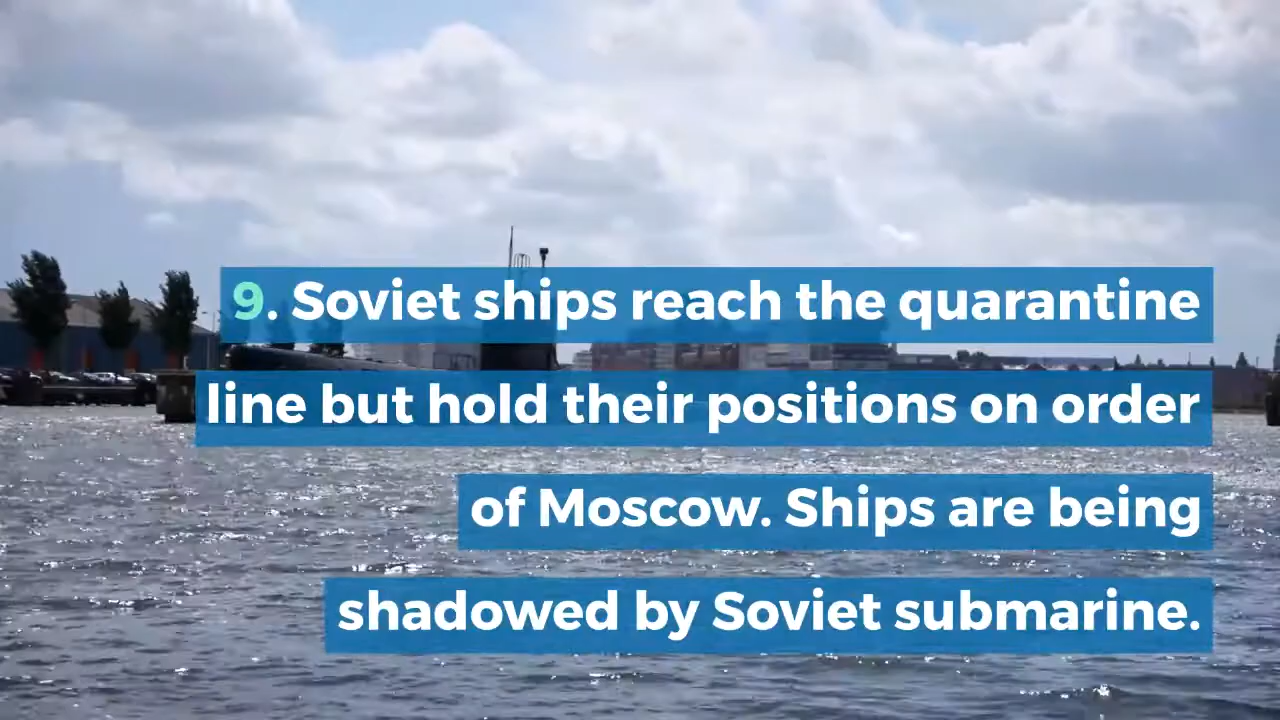 9. Soviet ships reach the quarantine
line but hold their positions on order
of Moscow. Ships are being
shadowed by Soviet submarine.